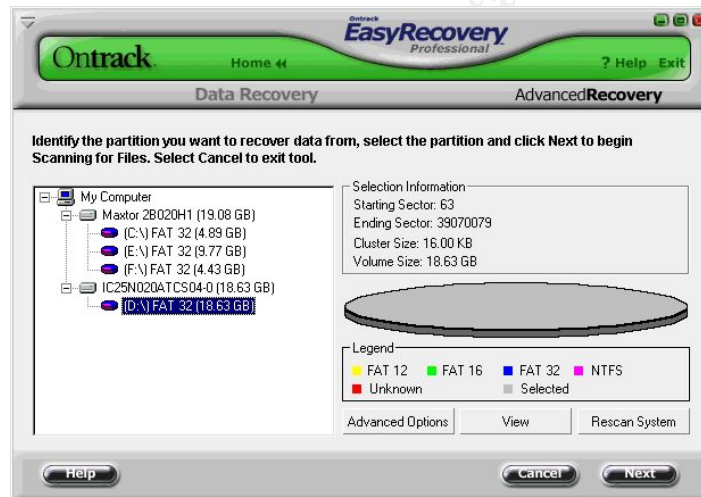 Ontrack
EasyRecovery
Professional
Ontrack
Home
? Help Exit
Data Recovery
AdvancedRecovery
Identify the partition you want to recover data from, select the partition and click Next to begin
Scanning for Files. Select Cancel to exit tool.
My Computer
Maxtor 2B020H1 (19.08 GB)
(C:\) FAT 32 (4.89 GB)
(E:\) FAT 32 (9.77 GB)
(F:\) FAT 32 (4.43 GB)
IC25N020ATCS04-0 (18.63 GB)
(D:\) FAT 32 (18.63 GB)
Selection Information
Starting Sector: 63
Ending Sector: 39070079
Cluster Size: 16.00 KB
Volume Size: 18.63 GB
Legend
FAT 12 FAT 16 FAT 32 NTFS
Unknown Selected
Advanced Options View Rescan System
Help Cancel Next